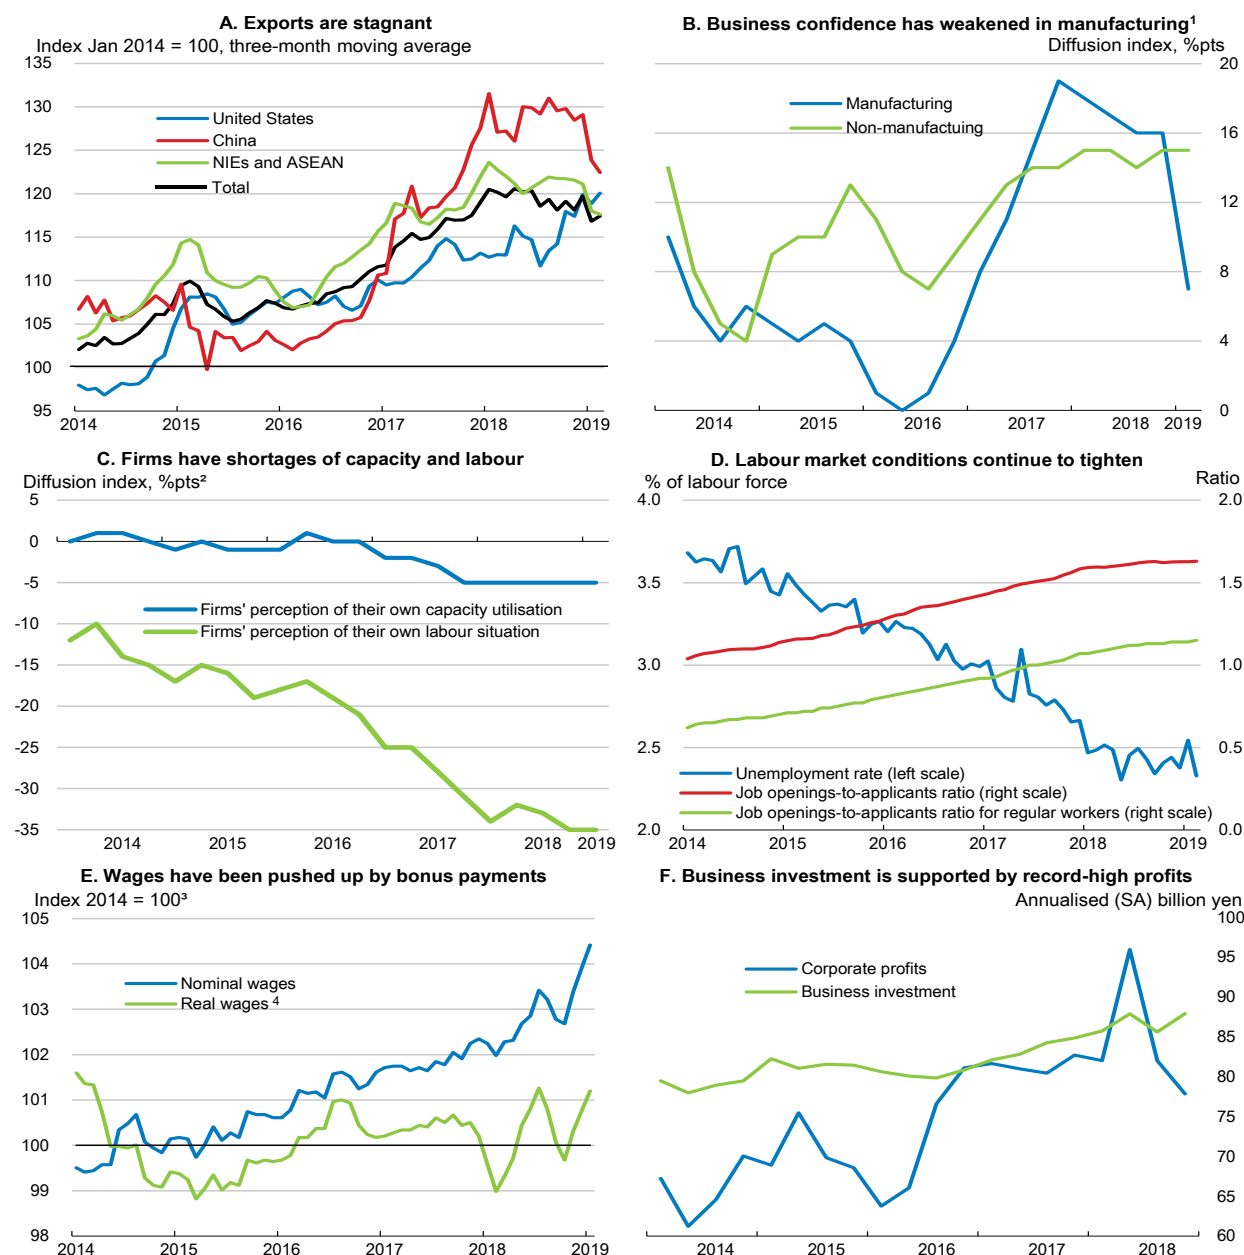 A. Exports are stagnant
Index Jan 2014 = 100, three-month moving average
135
130
125
120
115
110
105
100
95
United States
China
NIEs and ASEAN
Total
2014 2015 2016 2017 2018 2019
B. Business confidence has weakened in manufacturing¹
Diffusion index, %pts
20
16
12
8
4
0
Manufacturing
Non-manufactuing
2014 2015 2016 2017 2018 2019
C. Firms have shortages of capacity and labour
Diffusion index, %pts²
5
0
-5
-10
-15
-20
-25
-30
-35
Firms' perception of their own capacity utilisation
Firms' perception of their own labour situation
2014 2015 2016 2017 2018 2019
D. Labour market conditions continue to tighten
% of labour force Ratio
4.0 2.0
3.5 1.5
3.0 1.0
2.5 0.5
2.0 0.0
Unemployment rate (left scale)
Job openings-to-applicants ratio (right scale)
Job openings-to-applicants ratio for regular workers (right scale)
2014 2015 2016 2017 2018 2019
E. Wages have been pushed up by bonus payments
Index 2014 = 100³
105
104
103
102
101
100
99
98
Nominal wages
Real wages ⁴
2014 2015 2016 2017 2018 2019
F. Business investment is supported by record-high profits
Annualised (SA) billion yen
100
95
90
85
80
75
70
65
60
Corporate profits
Business investment
2014 2015 2016 2017 2018